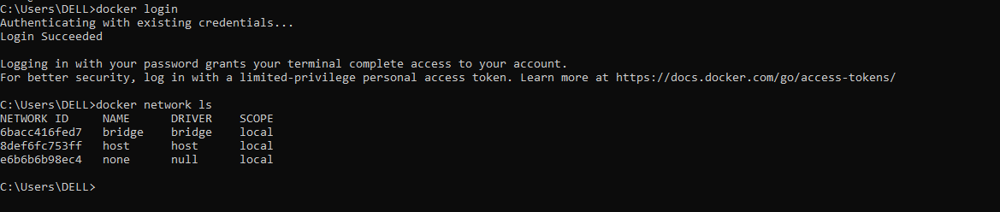 C:\Users\DELL>docker login
Authenticating with existing credentials...
Login Succeeded
Logging in with your password grants your terminal complete access to your account.
For better security, log in with a limited-privilege personal access token. Learn more at https://docs.docker.com/go/access-tokens/
C:\Users\DELL>docker network ls
NETWORK ID     NAME      DRIVER    SCOPE
6bacc416fed7   bridge    bridge    local
8def6fc753ff   host      host      local
e6b6b6b98ec4   none      null      local
C:\Users\DELL>